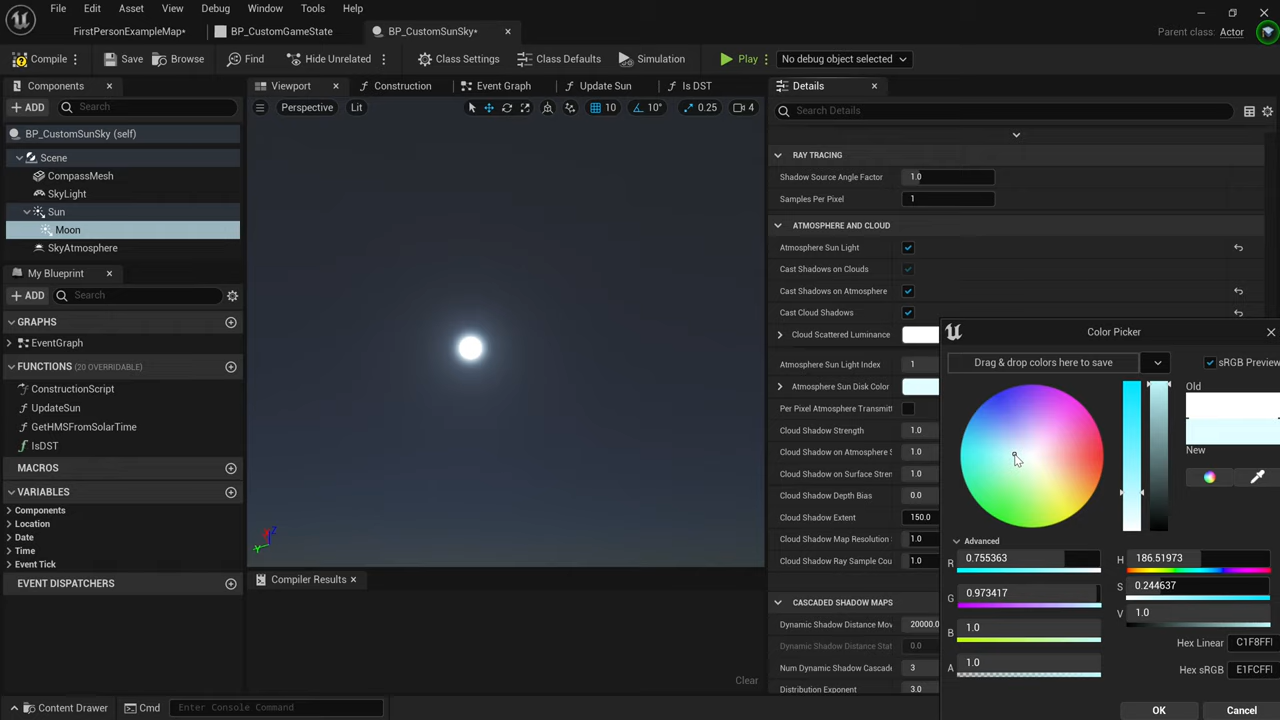 File Edit Asset View Debug Window Tools Help
FirstPersonExampleMap* BP_CustomGameState BP_CustomSunSky* Parent class: Actor
Compile Save Browse Find Hide Unrelated Class Settings Class Defaults Simulation Play No debug object selected
Components Viewport Construction Event Graph Update Sun Is DST Details
ADD Search Perspective Lit 10 10° 0.25 4 Search Details
BP_CustomSunSky (self)
Scene
CompassMesh
SkyLight
Sun
Moon
SkyAtmosphere
My Blueprint
ADD Search
GRAPHS
EventGraph
FUNCTIONS (20 OVERRIDABLE)
ConstructionScript
UpdateSun
GetHMSFromSolarTime
IsDST
MACROS
VARIABLES
Components
Location
Date
Time
Event Tick
EVENT DISPATCHERS
Z
Compiler Results
Clear
RAY TRACING
Shadow Source Angle Factor 1.0
Samples Per Pixel 1
ATMOSPHERE AND CLOUD
Atmosphere Sun Light
Cast Shadows on Clouds
Cast Shadows on Atmosphere
Cast Cloud Shadows
Cloud Scattered Luminance
Atmosphere Sun Light Index 1
Atmosphere Sun Disk Color
Per Pixel Atmosphere Transmitt
Cloud Shadow Strength 1.0
Cloud Shadow on Atmosphere S 1.0
Cloud Shadow on Surface Stren 1.0
Cloud Shadow Depth Bias 0.0
Cloud Shadow Extent 150.0
Cloud Shadow Map Resolution 1.0
Cloud Shadow Ray Sample Cou 1.0
CASCADED SHADOW MAPS
Dynamic Shadow Distance Mov 20000.0
Dynamic Shadow Distance Stat 0.0
Num Dynamic Shadow Cascade 3
Distribution Exponent 3.0
Color Picker
Drag & drop colors here to save sRGB Preview
Old
New
Advanced
R 0.755363 H 186.51973
G 0.973417 S 0.244637
B 1.0 V 1.0
Hex Linear C1F8FF
A 1.0 Hex sRGB E1FCFF
OK Cancel
Content Drawer Cmd Enter Console Command